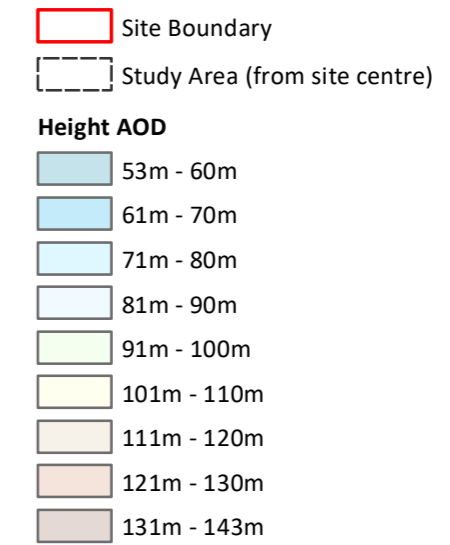 Site Boundary
Study Area (from site centre)
Height AOD
53m - 60m
61m - 70m
71m - 80m
81m - 90m
91m - 100m
101m - 110m
111m - 120m
121m - 130m
131m - 143m